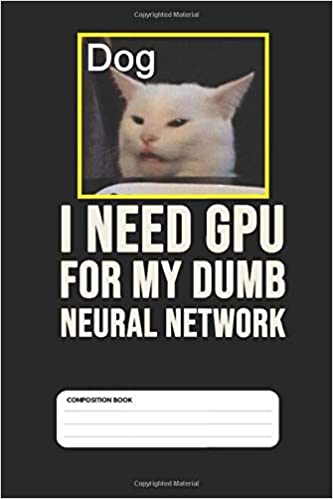 Copyrighted Material
Dog
I NEED GPU
FOR MY DUMB
NEURAL NETWORK
COMPOSITION BOOK
Copyrighted Material